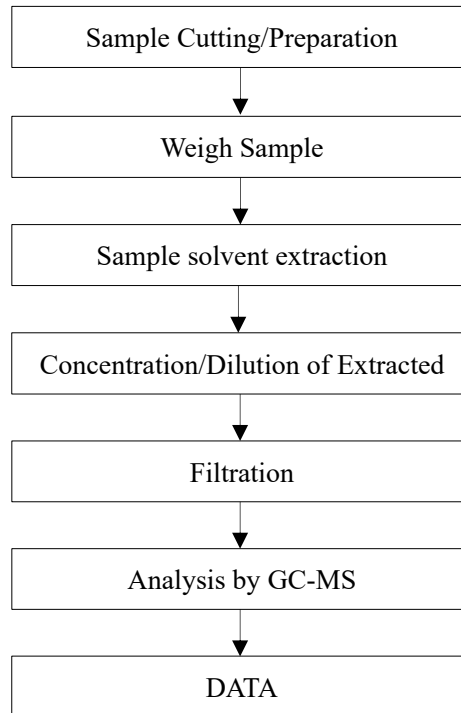 Sample Cutting/Preparation
Weigh Sample
Sample solvent extraction
Concentration/Dilution of Extracted
Filtration
Analysis by GC-MS
DATA